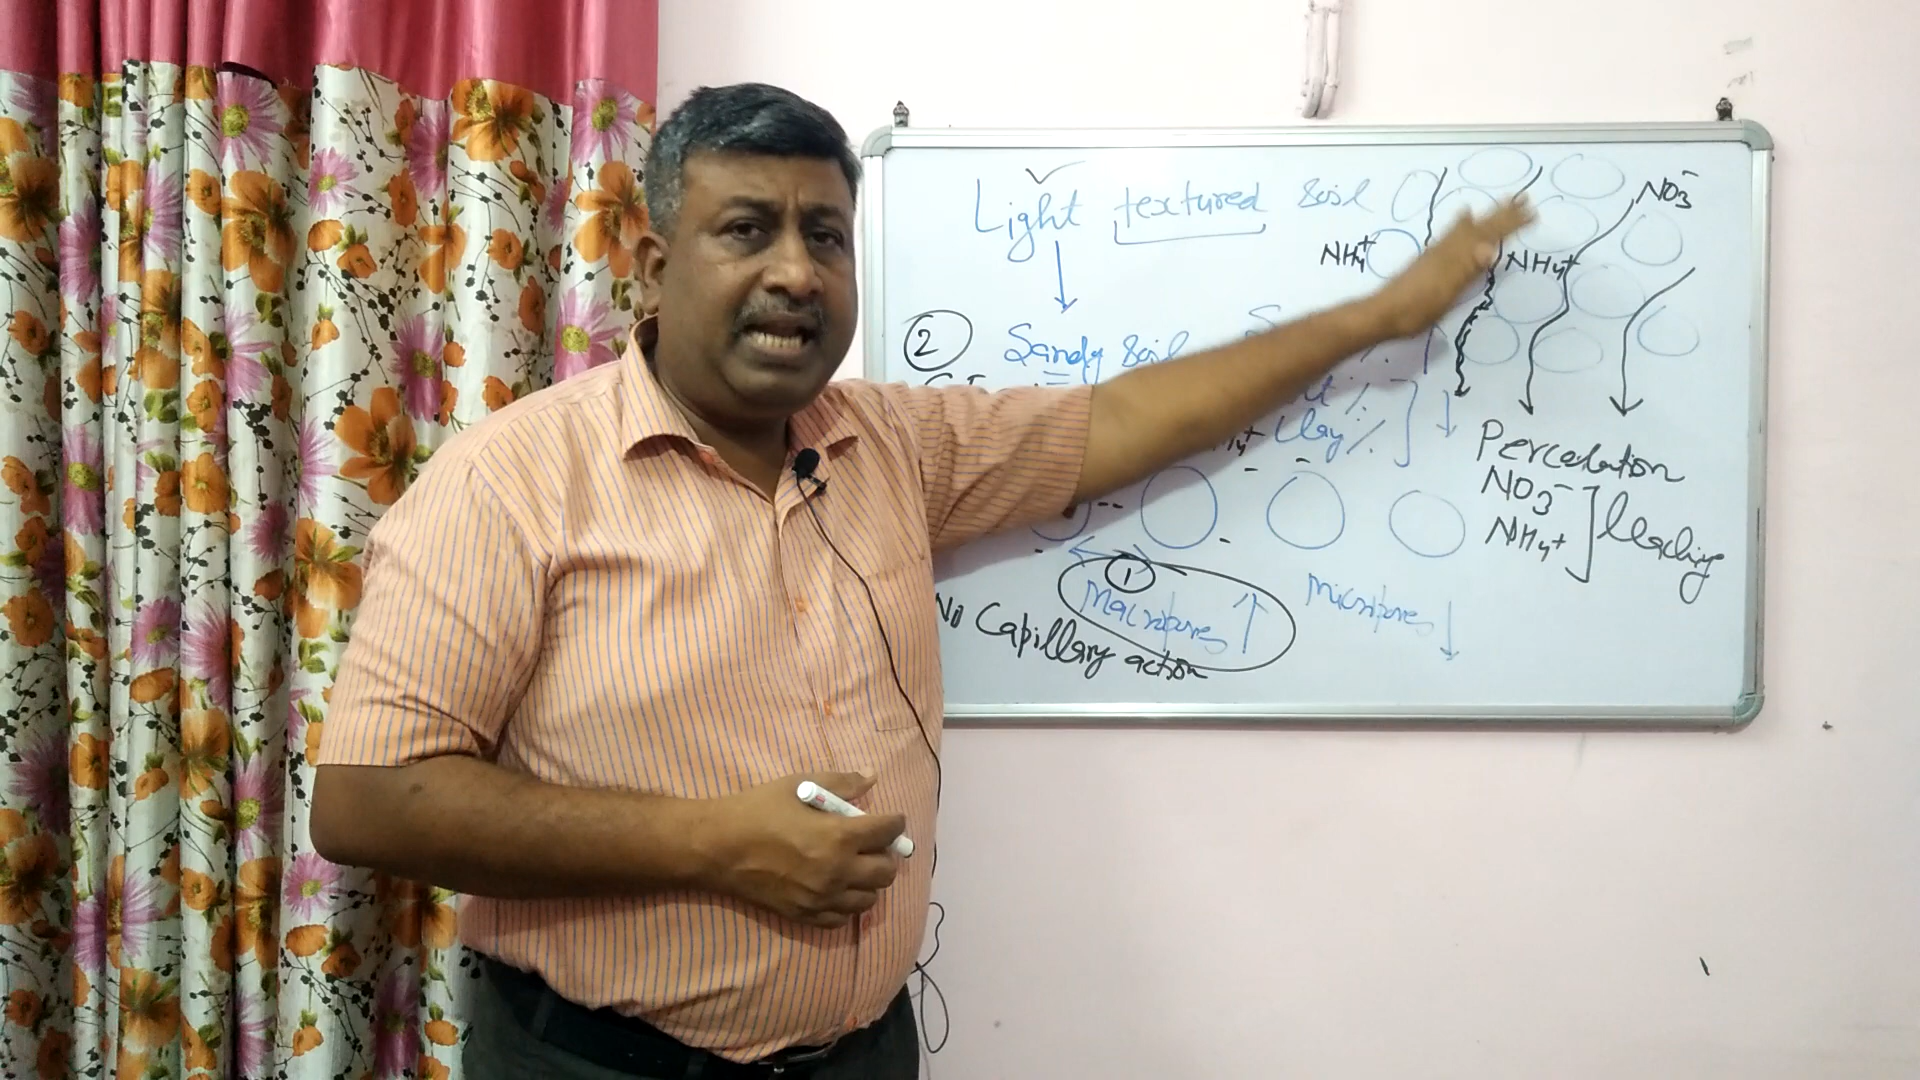 Light textured Soil
NO3-
NH4+
NH4+
2 Sandy Soil
%
Clay %
Percolation
NO3-
NH4+
leaching
1
Macropores ↑
Micropores ↓
No Capillary action